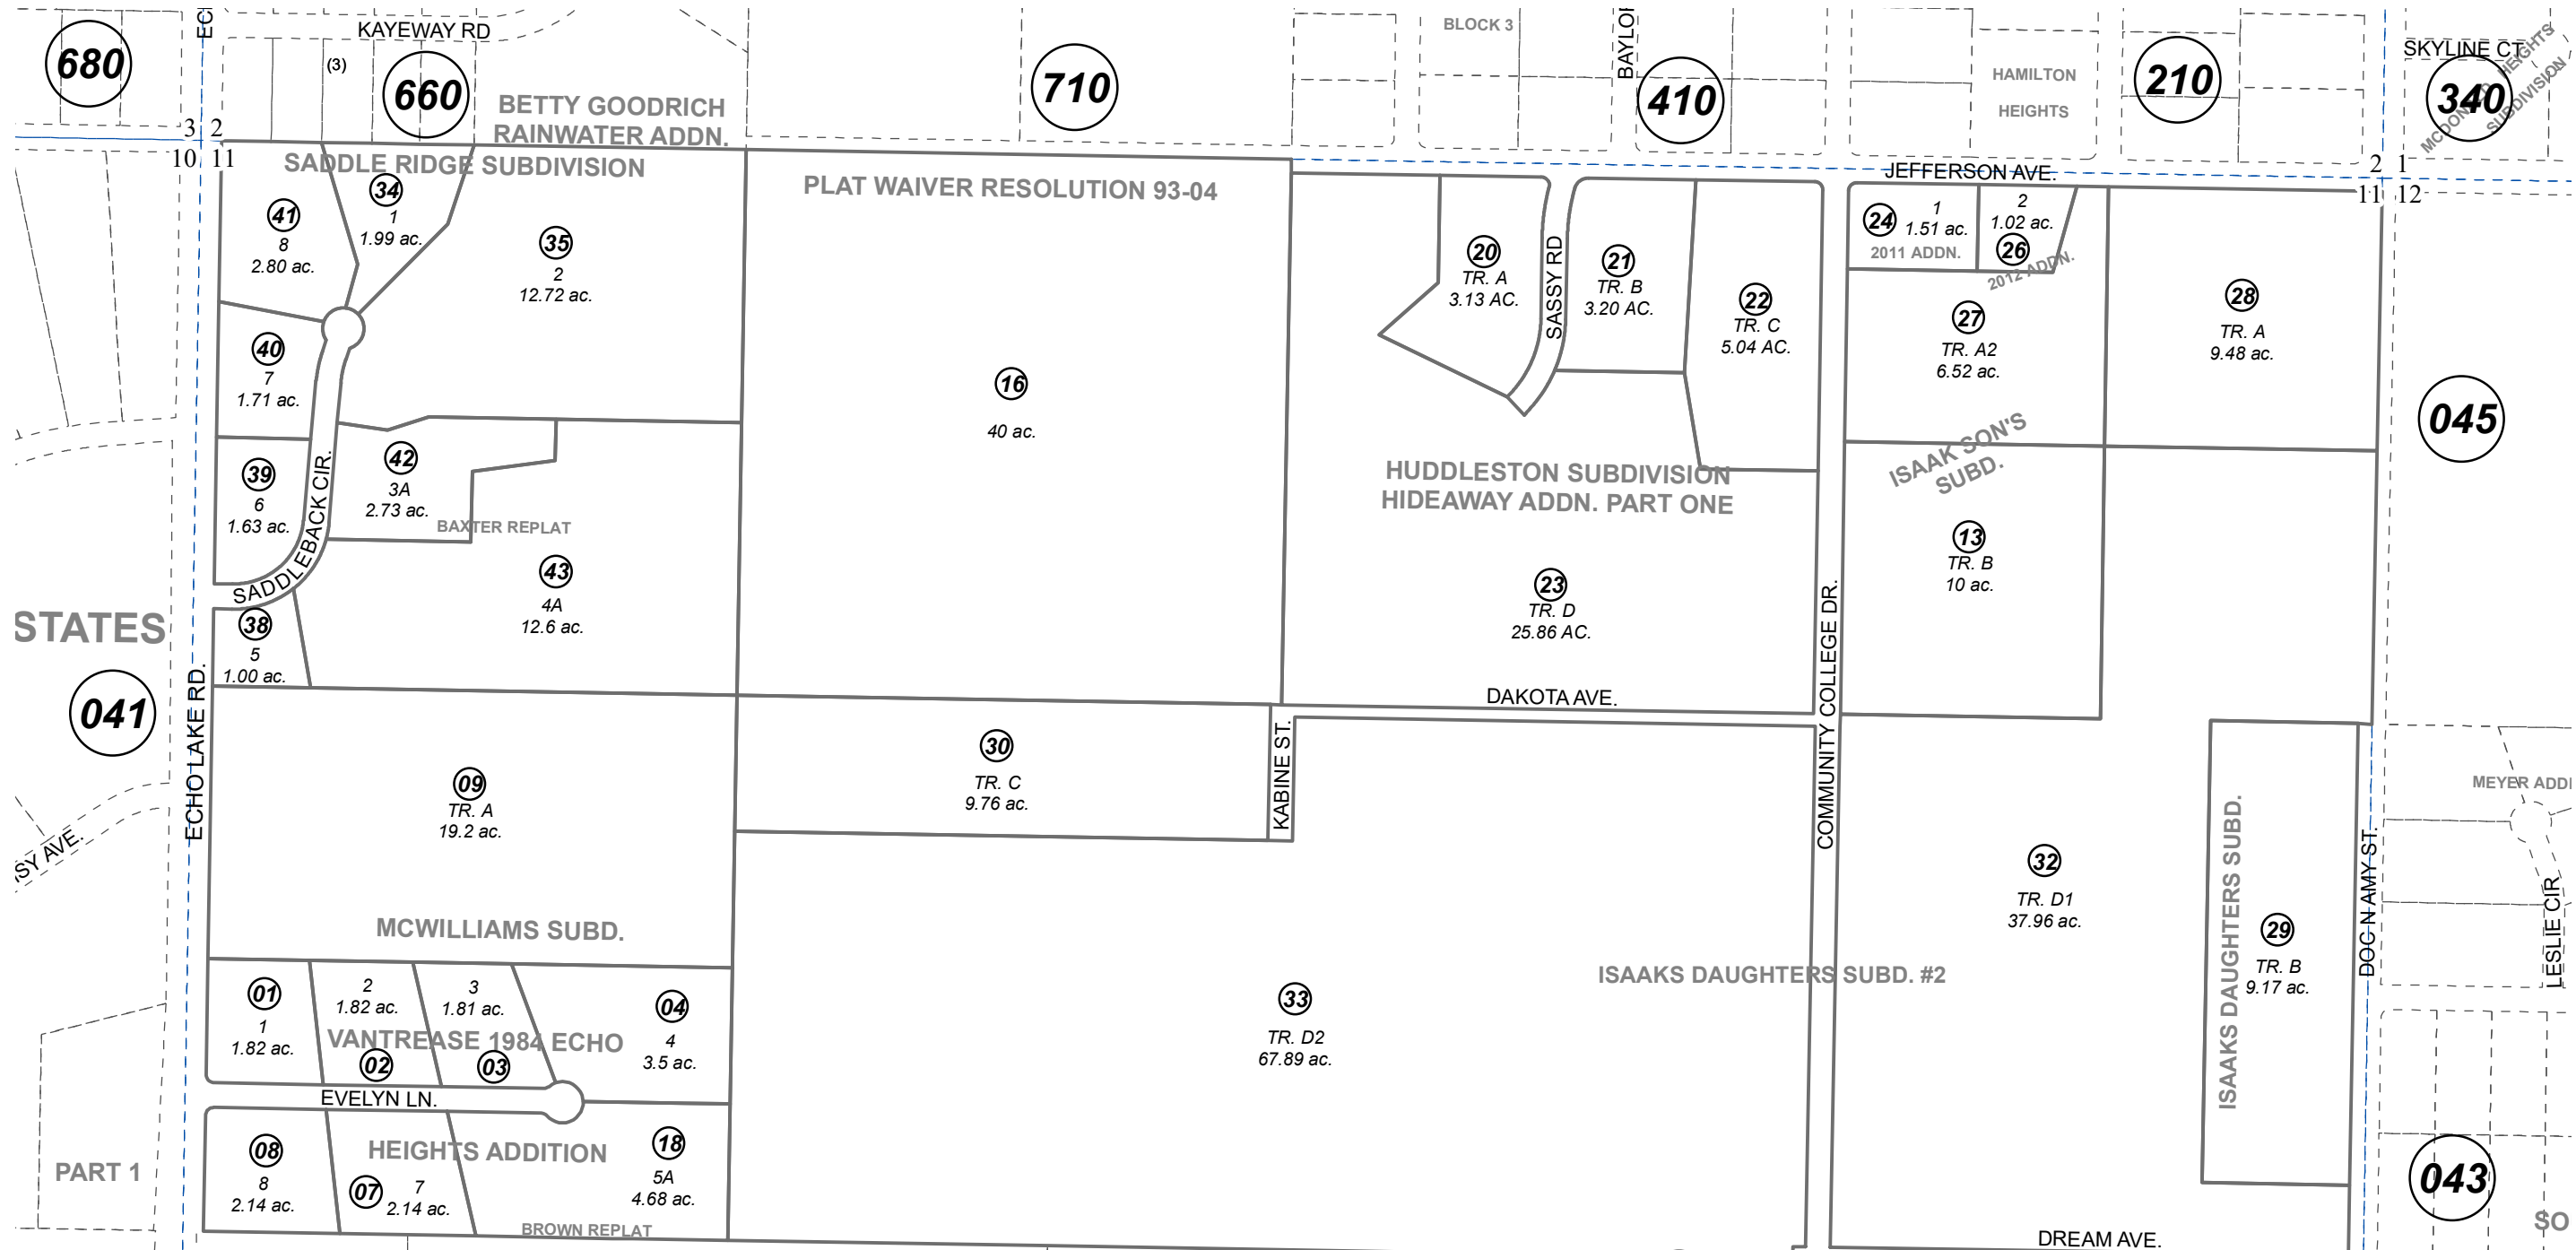 680
EC
KAYEWAY RD
(3)
660
BETTY GOODRICH
RAINWATER ADDN.
710
BLOCK 3
BAYLOR
410
HAMILTON
HEIGHTS
210
SKYLINE CT
340
MCDONALD HEIGHTS
SUBDIVISION
3 2
10 11
2 1
11 12
SADDLE RIDGE SUBDIVISION
34
1
1.99 ac.
41
8
2.80 ac.
35
2
12.72 ac.
PLAT WAIVER RESOLUTION 93-04
16
40 ac.
JEFFERSON AVE.
20
TR. A
3.13 AC.
SASSY RD
21
TR. B
3.20 AC.
22
TR. C
5.04 AC.
24
1
1.51 ac.
2011 ADDN.
2
1.02 ac.
26
2012 ADDN.
27
TR. A2
6.52 ac.
28
TR. A
9.48 ac.
045
40
7
1.71 ac.
39
6
1.63 ac.
SADDLEBACK CIR.
42
3A
2.73 ac.
BAXTER REPLAT
43
4A
12.6 ac.
38
5
1.00 ac.
HUDDLESTON SUBDIVISION
HIDEAWAY ADDN. PART ONE
23
TR. D
25.86 AC.
ISAAK SON'S
SUBD.
13
TR. B
10 ac.
STATES
041
ECHO LAKE RD.
DAKOTA AVE.
COMMUNITY COLLEGE DR.
KABINE ST.
30
TR. C
9.76 ac.
09
TR. A
19.2 ac.
MCWILLIAMS SUBD.
SY AVE.
32
TR. D1
37.96 ac.
ISAAKS DAUGHTERS SUBD.
29
TR. B
9.17 ac.
DOC N AMY ST.
MEYER ADDI
LESLIE CIR
ISAAKS DAUGHTERS SUBD. #2
33
TR. D2
67.89 ac.
01
1
1.82 ac.
2
1.82 ac.
02
3
1.81 ac.
03
04
4
3.5 ac.
VANTREASE 1984 ECHO
EVELYN LN.
HEIGHTS ADDITION
08
8
2.14 ac.
07
7
2.14 ac.
18
5A
4.68 ac.
BROWN REPLAT
PART 1
DREAM AVE.
043
SO